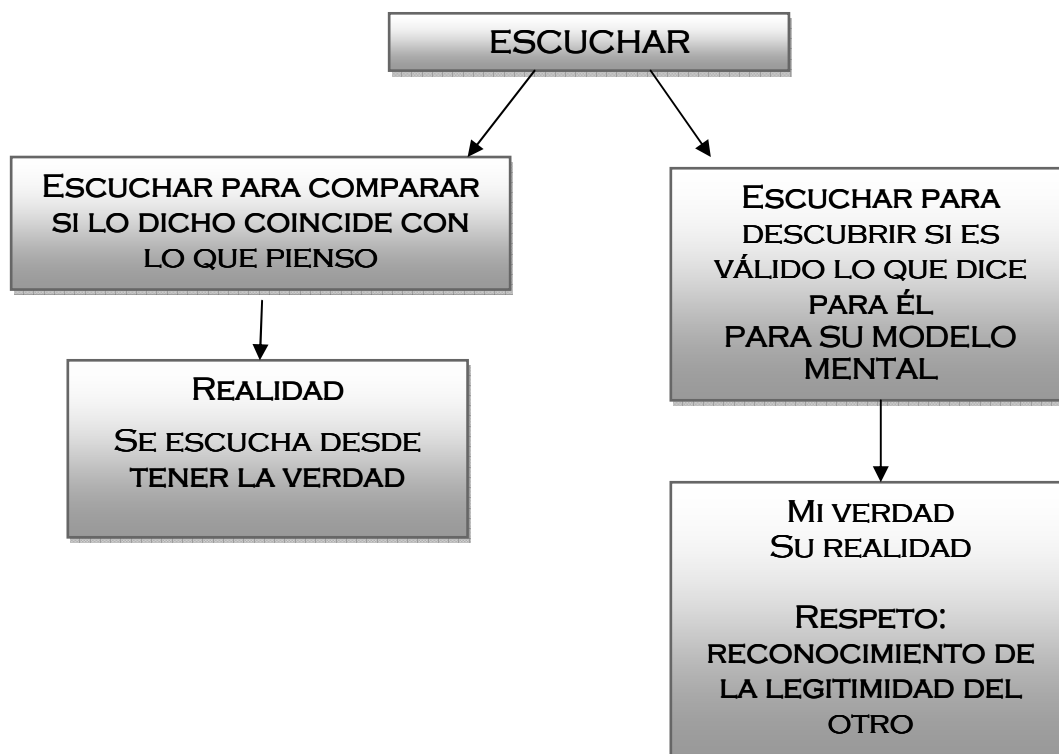 ESCUCHAR
ESCUCHAR PARA COMPARAR
SI LO DICHO COINCIDE CON
LO QUE PIENSO
ESCUCHAR PARA
DESCUBRIR SI ES
VÁLIDO LO QUE DICE
PARA ÉL
PARA SU MODELO
MENTAL
REALIDAD
SE ESCUCHA DESDE
TENER LA VERDAD
MI VERDAD
SU REALIDAD
RESPETO:
RECONOCIMIENTO DE
LA LEGITIMIDAD DEL
OTRO